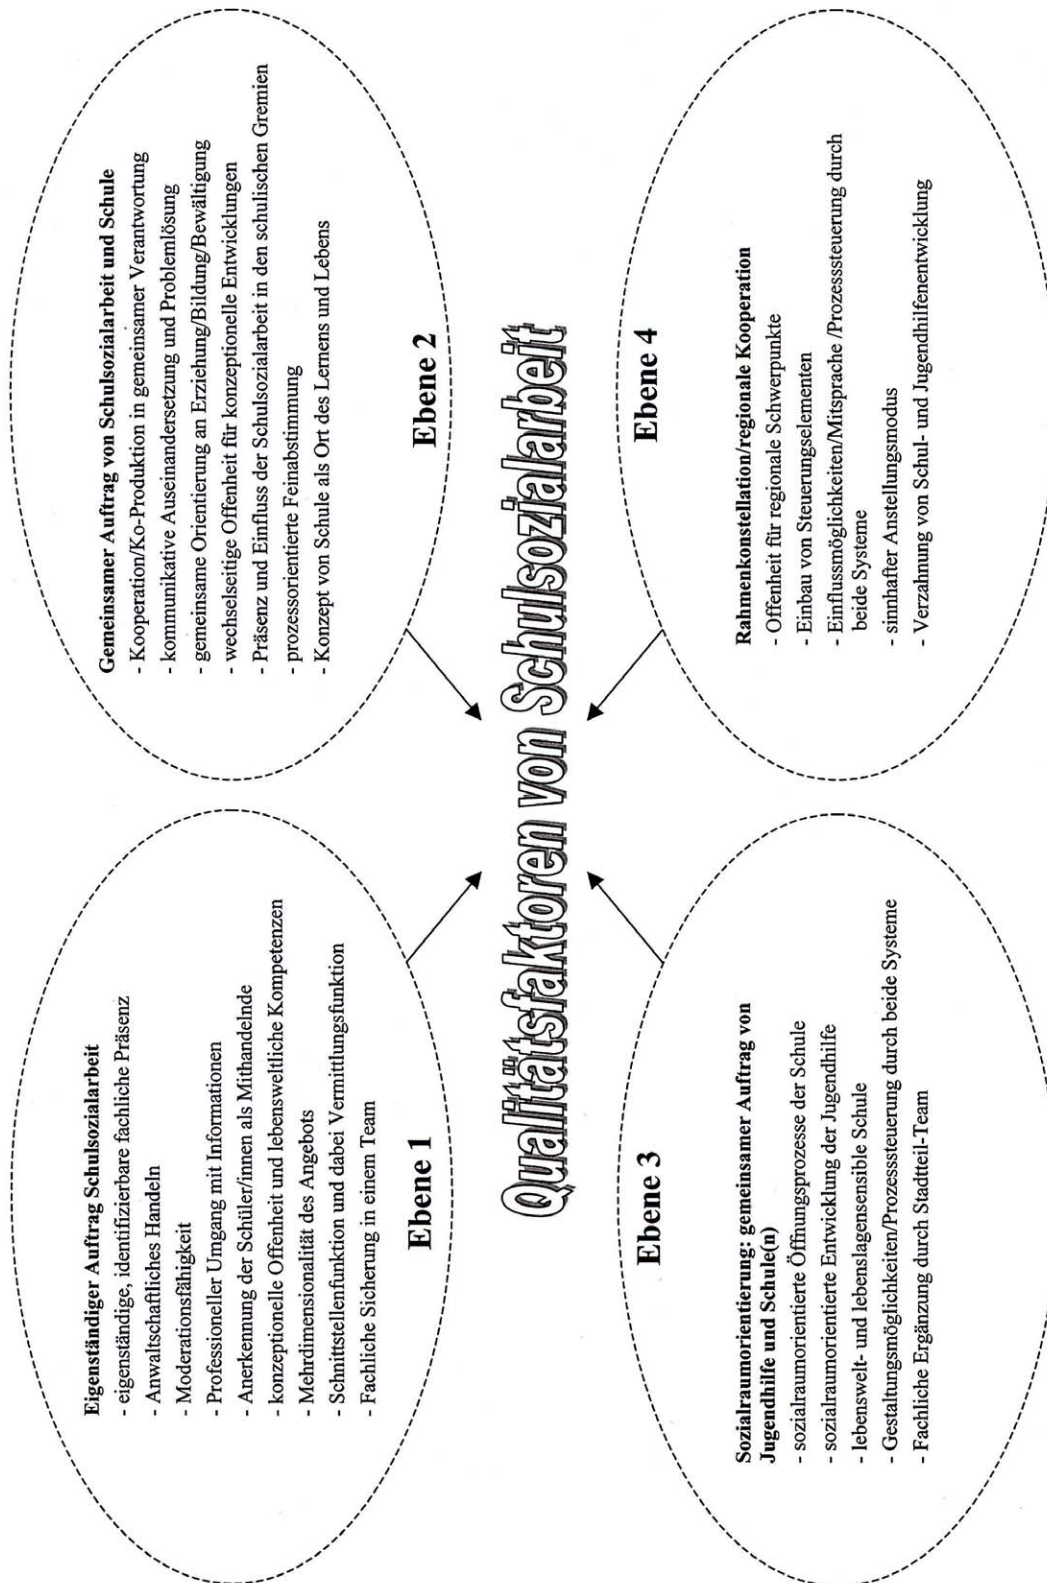 Eigenständiger Auftrag Schulsozialarbeit
- eigenständige, identifizierbare fachliche Präsenz
- Anwaltschaftliches Handeln
- Moderationsfähigkeit
- Professioneller Umgang mit Informationen
- Anerkennung der Schüler/innen als Mithandelnde
- konzeptionelle Offenheit und lebensweltliche Kompetenzen
- Mehrdimensionalität des Angebots
- Schnittstellenfunktion und dabei Vermittlungsfunktion
- Fachliche Sicherung in einem Team
Ebene 1
Gemeinsamer Auftrag von Schulsozialarbeit und Schule
- Kooperation/Ko-Produktion in gemeinsamer Verantwortung
- kommunikative Auseinandersetzung und Problemlösung
- gemeinsame Orientierung an Erziehung/Bildung/Bewältigung
- wechselseitige Offenheit für konzeptionelle Entwicklungen
- Präsenz und Einfluss der Schulsozialarbeit in den schulischen Gremien
- prozessorientierte Feinabstimmung
- Konzept von Schule als Ort des Lernens und Lebens
Ebene 2
Qualitätsfaktoren von Schulsozialarbeit
Ebene 3
Sozialraumorientierung: gemeinsamer Auftrag von
Jugendhilfe und Schule(n)
- sozialraumorientierte Öffnungsprozesse der Schule
- sozialraumorientierte Entwicklung der Jugendhilfe
- lebenswelt- und lebenslagensensible Schule
- Gestaltungsmöglichkeiten/Prozesssteuerung durch beide Systeme
- Fachliche Ergänzung durch Stadtteil-Team
Ebene 4
Rahmenkonstellation/regionale Kooperation
- Offenheit für regionale Schwerpunkte
- Einbau von Steuerungselementen
- Einflussmöglichkeiten/Mitsprache /Prozesssteuerung durch
beide Systeme
- sinnhafter Anstellungsmodus
- Verzahnung von Schul- und Jugendhilfenentwicklung